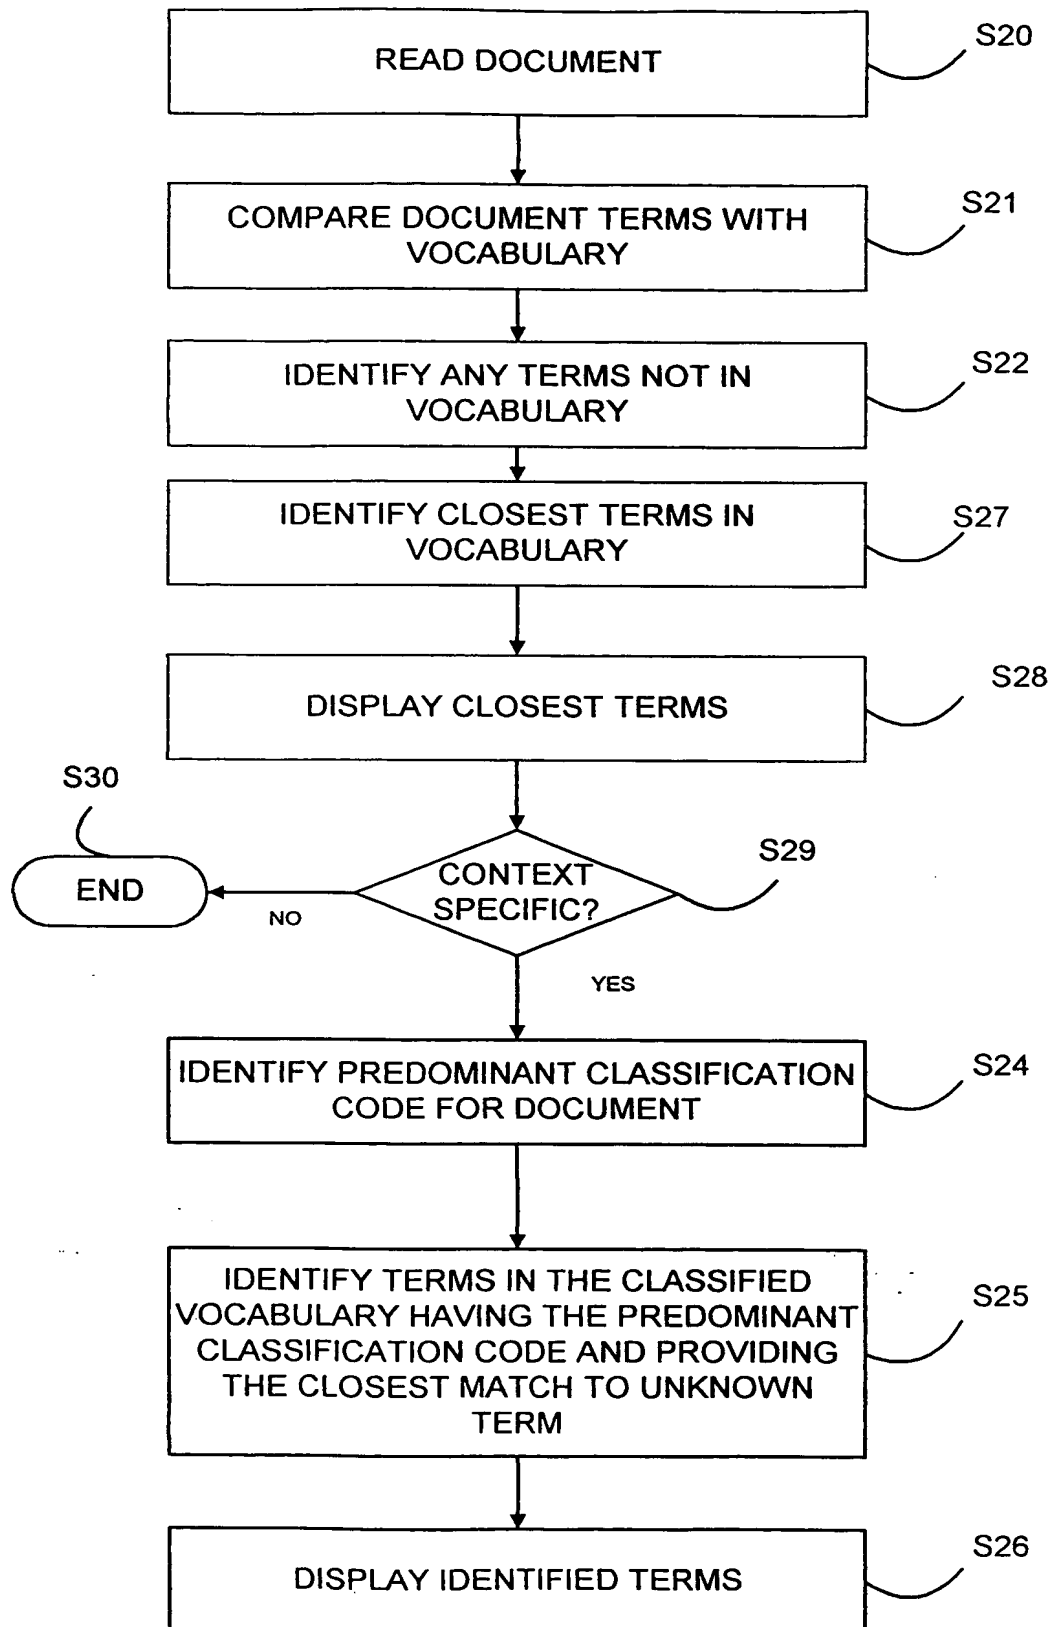 READ DOCUMENT
S20
COMPARE DOCUMENT TERMS WITH
VOCABULARY
S21
IDENTIFY ANY TERMS NOT IN
VOCABULARY
S22
IDENTIFY CLOSEST TERMS IN
VOCABULARY
S27
DISPLAY CLOSEST TERMS
S28
S30
END
NO
CONTEXT
SPECIFIC?
S29
YES
IDENTIFY PREDOMINANT CLASSIFICATION
CODE FOR DOCUMENT
S24
IDENTIFY TERMS IN THE CLASSIFIED
VOCABULARY HAVING THE PREDOMINANT
CLASSIFICATION CODE AND PROVIDING
THE CLOSEST MATCH TO UNKNOWN
TERM
S25
DISPLAY IDENTIFIED TERMS
S26